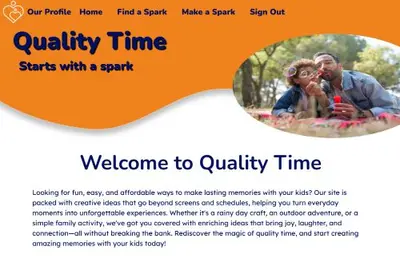 Our Profile Home Find a Spark Make a Spark Sign Out
Quality Time
Starts with a spark
Welcome to Quality Time
Looking for fun, easy, and affordable ways to make lasting memories with your kids? Our site is
packed with creative ideas that go beyond screens and schedules, helping you turn everyday
moments into unforgettable experiences. Whether it's a rainy day craft, an outdoor adventure, or a
simple family activity, we've got you covered with enriching ideas that bring joy, laughter, and
connection—all without breaking the bank. Rediscover the magic of quality time, and start creating
amazing memories with your kids today!